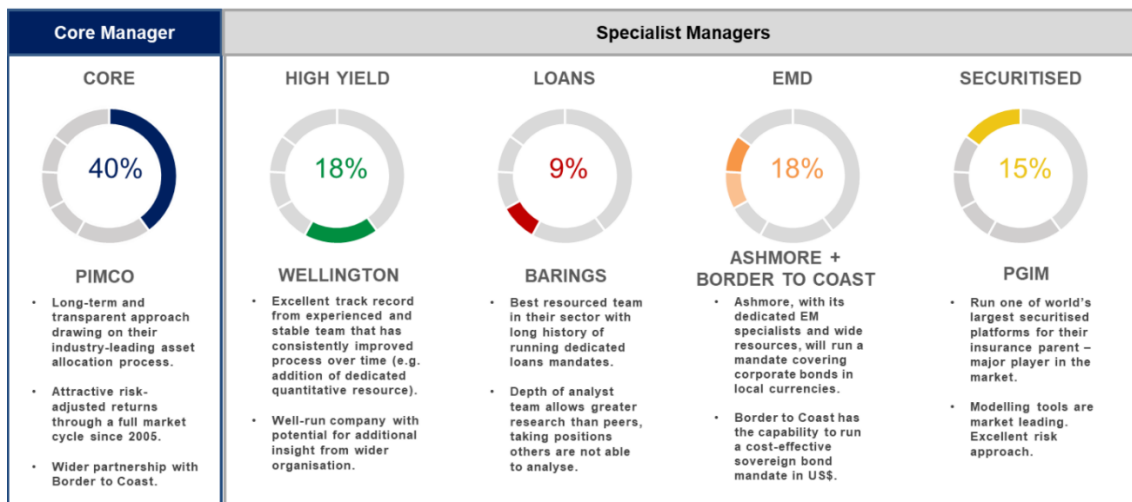 Core Manager
Specialist Managers
CORE
40%
PIMCO
• Long-term and
transparent approach
drawing on their
industry-leading asset
allocation process.
• Attractive risk-
adjusted returns
through a full market
cycle since 2005.
• Wider partnership with
Border to Coast.
HIGH YIELD
18%
WELLINGTON
• Excellent track record
from experienced and
stable team that has
consistently improved
process over time (e.g.
addition of dedicated
quantitative resource).
• Well-run company with
potential for additional
insight from wider
organisation.
LOANS
9%
BARINGS
• Best resourced team
in their sector with
long history of
running dedicated
loans mandates.
• Depth of analyst
team allows greater
research than peers,
taking positions
others are not able
to analyse.
EMD
18%
ASHMORE +
BORDER TO COAST
• Ashmore, with its
dedicated EM
specialists and wide
resources, will run a
mandate covering
corporate bonds in
local currencies.
• Border to Coast has
the capability to run
a cost-effective
sovereign bond
mandate in US$.
SECURITISED
15%
PGIM
• Run one of world's
largest securitised
platforms for their
insurance parent –
major player in the
market.
• Modelling tools are
market leading.
Excellent risk
approach.